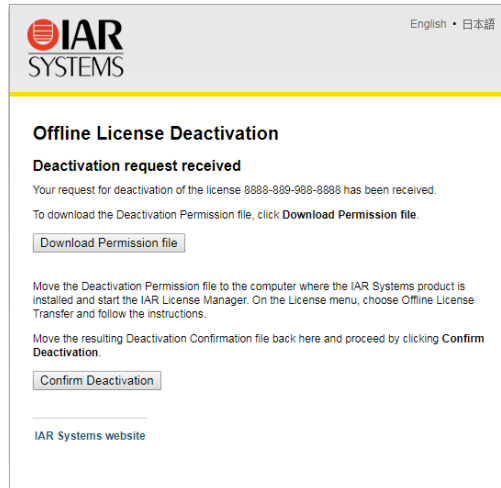 English • 日本語
IAR
SYSTEMS
Offline License Deactivation
Deactivation request received
Your request for deactivation of the license 8888-889-988-8888 has been received.
To download the Deactivation Permission file, click Download Permission file.
Download Permission file
Move the Deactivation Permission file to the computer where the IAR Systems product is
installed and start the IAR License Manager. On the License menu, choose Offline License
Transfer and follow the instructions.
Move the resulting Deactivation Confirmation file back here and proceed by clicking Confirm
Deactivation.
Confirm Deactivation
IAR Systems website